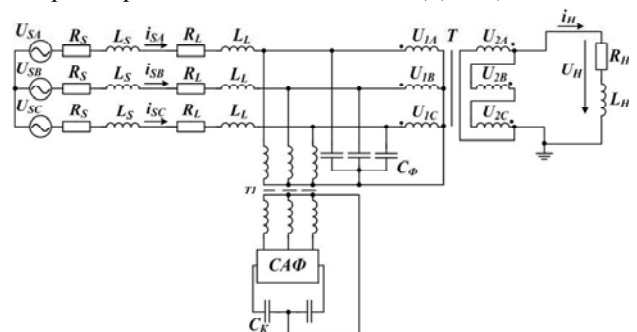 U_SA R_S L_S i_SA R_L L_L U_1A T U_2A i_H
U_SB R_S L_S i_SB R_L L_L U_1B U_2B U_H R_H
U_SC R_S L_S i_SC R_L L_L U_1C U_2C L_H
C_Ф
T1
САФ
C_K